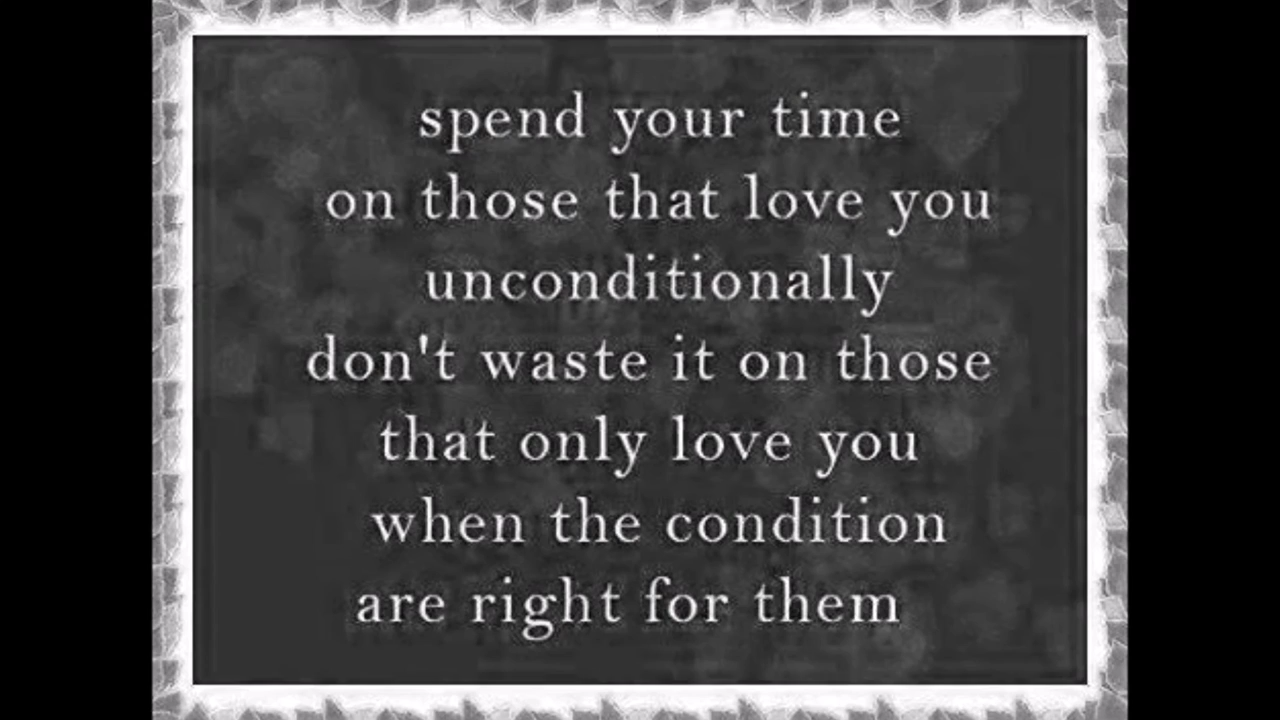 spend your time
on those that love you
unconditionally
don't waste it on those
that only love you
when the condition
are right for them